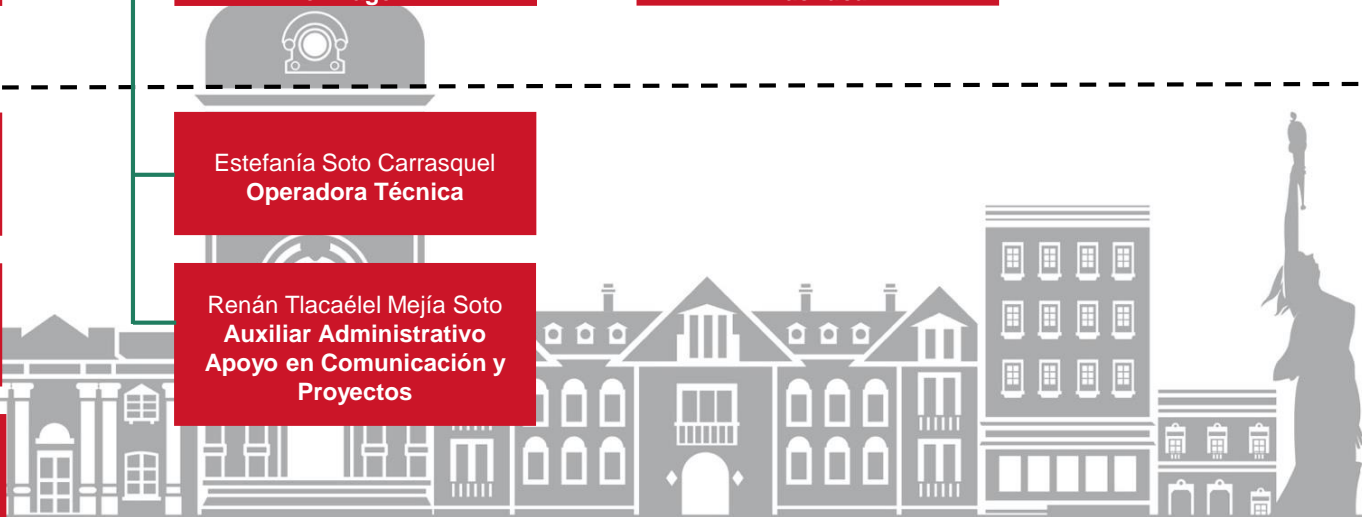 Estefanía Soto Carrasquel
Operadora Técnica
Renán Tlacaélel Mejía Soto
Auxiliar Administrativo
Apoyo en Comunicación y
Proyectos